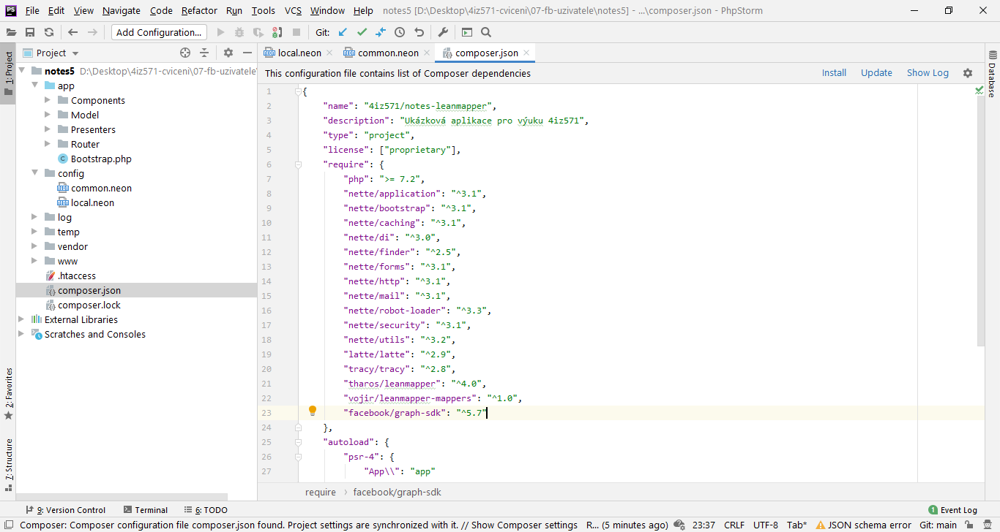 File Edit View Navigate Code Refactor Run Tools VCS Window Help notes5 [D:\Desktop\4iz571-cviceni\07-fb-uzivatele\notes5] - ...\composer.json - PhpStorm
Add Configuration... Git:
1: Project
Project
local.neon common.neon composer.json
Database
notes5 D:\Desktop\4iz571-cviceni\07-fb-uzivatele
app
Components
Model
Presenters
Router
Bootstrap.php
config
common.neon
local.neon
log
temp
vendor
www
.htaccess
composer.json
composer.lock
External Libraries
Scratches and Consoles
This configuration file contains list of Composer dependencies Install Update Show Log
1 {
2 "name": "4iz571/notes-leanmapper",
3 "description": "Ukázková aplikace pro výuku 4iz571",
4 "type": "project",
5 "license": ["proprietary"],
6 "require": {
7 "php": ">= 7.2",
8 "nette/application": "^3.1",
9 "nette/bootstrap": "^3.1",
10 "nette/caching": "^3.1",
11 "nette/di": "^3.0",
12 "nette/finder": "^2.5",
13 "nette/forms": "^3.1",
14 "nette/http": "^3.1",
15 "nette/mail": "^3.1",
16 "nette/robot-loader": "^3.3",
17 "nette/security": "^3.1",
18 "nette/utils": "^3.2",
19 "latte/latte": "^2.9",
20 "tracy/tracy": "^2.8",
21 "tharos/leanmapper": "^4.0",
22 "vojir/leanmapper-mappers": "^1.0",
23 "facebook/graph-sdk": "^5.7"
24 },
25 "autoload": {
26 "psr-4": {
27 "App\\": "app"
require › facebook/graph-sdk
2: Favorites
7: Structure
9: Version Control Terminal 6: TODO 1 Event Log
Composer: Composer configuration file composer.json found. Project settings are synchronized with it. // Show Composer settings R... (5 minutes ago) 23:37 CRLF UTF-8 Tab* JSON schema error Git: main